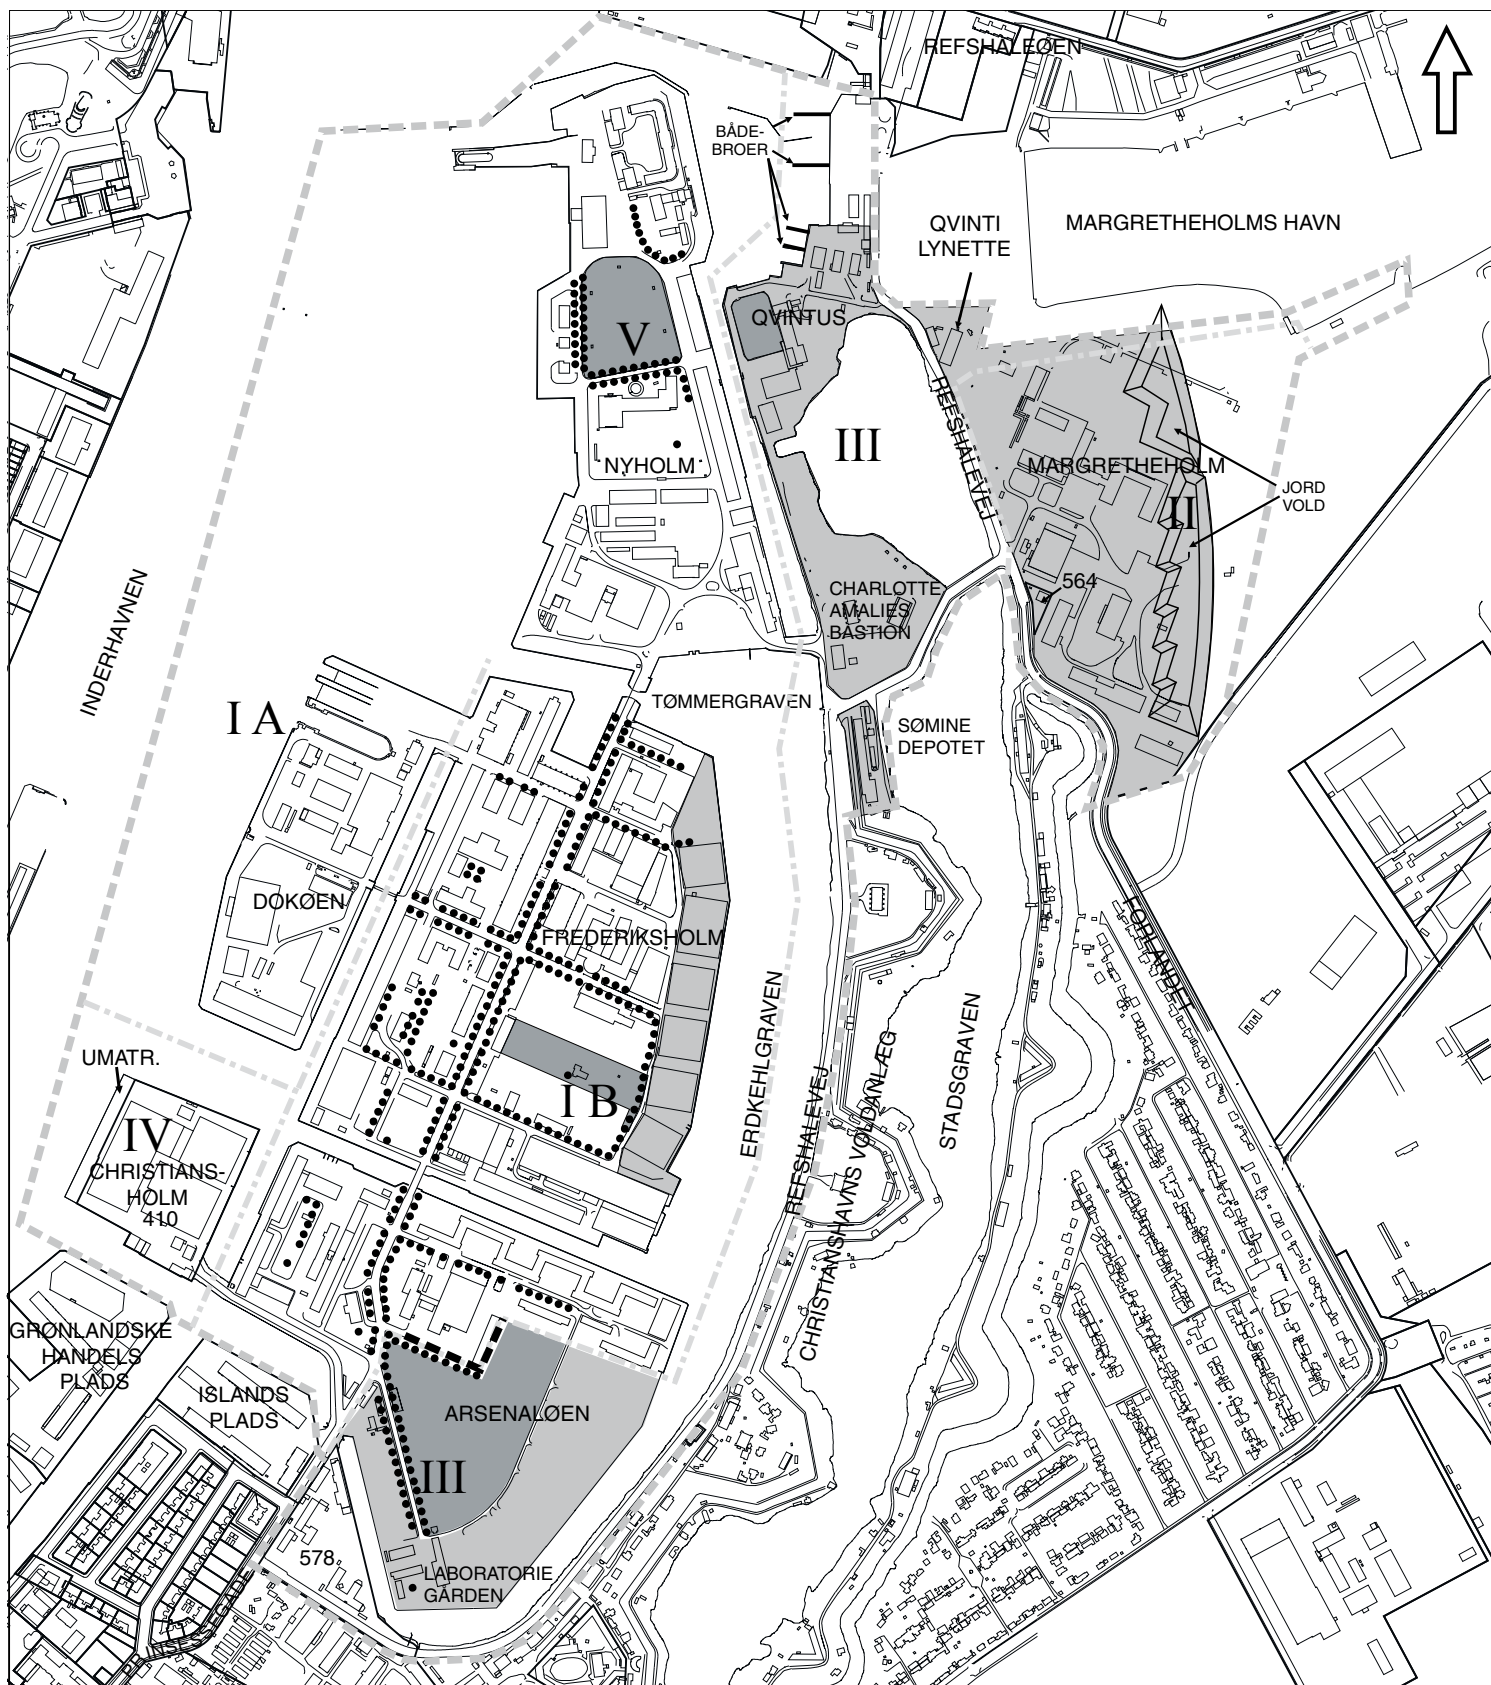 REFSHALEØEN
BÅDE-
BROER
QVINTI
LYNETTE
MARGRETHEHOLMS HAVN
QVINTUS
V
REFSHALEVEJ
III
NYHOLM
MARGRETHEHOLM
JORD
VOLD
II
564
CHARLOTTE
AMALIES
BASTION
INDERHAVNEN
TØMMERGRAVEN
I A
SØMINE
DEPOTET
DOKØEN
FREDERIKSHOLM
FORLANDET
ERDKEHLGRAVEN
STADSGRAVEN
UMATR.
I B
IV
CHRISTIANS-
HOLM
410
REFSHALEVEJ
CHRISTIANSHAVNS VOLDANLÆG
GRØNLANDSKE
HANDELS
PLADS
ISLANDS
PLADS
ARSENALØEN
III
578
LABORATORIE
GÅRDEN